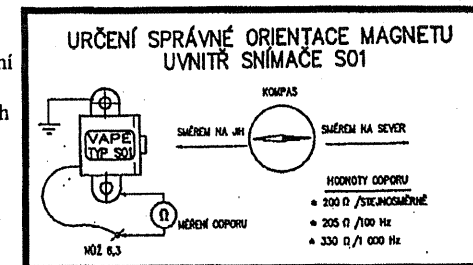 ní
h
URČENÍ SPRÁVNÉ ORIENTACE MAGNETU
UVNITŘ SNÍMAČE S01
KOMPAS
VAPE
TYP S01
SMĚREM NA JIH
SMĚREM NA SEVER
Ω
MĚŘENÍ ODPORU
NŮŽ 6,3
HODNOTY ODPORU
* 200 Ω /STEJNOSMĚRNĚ
* 205 Ω /100 Hz
* 330 Ω /1 000 Hz